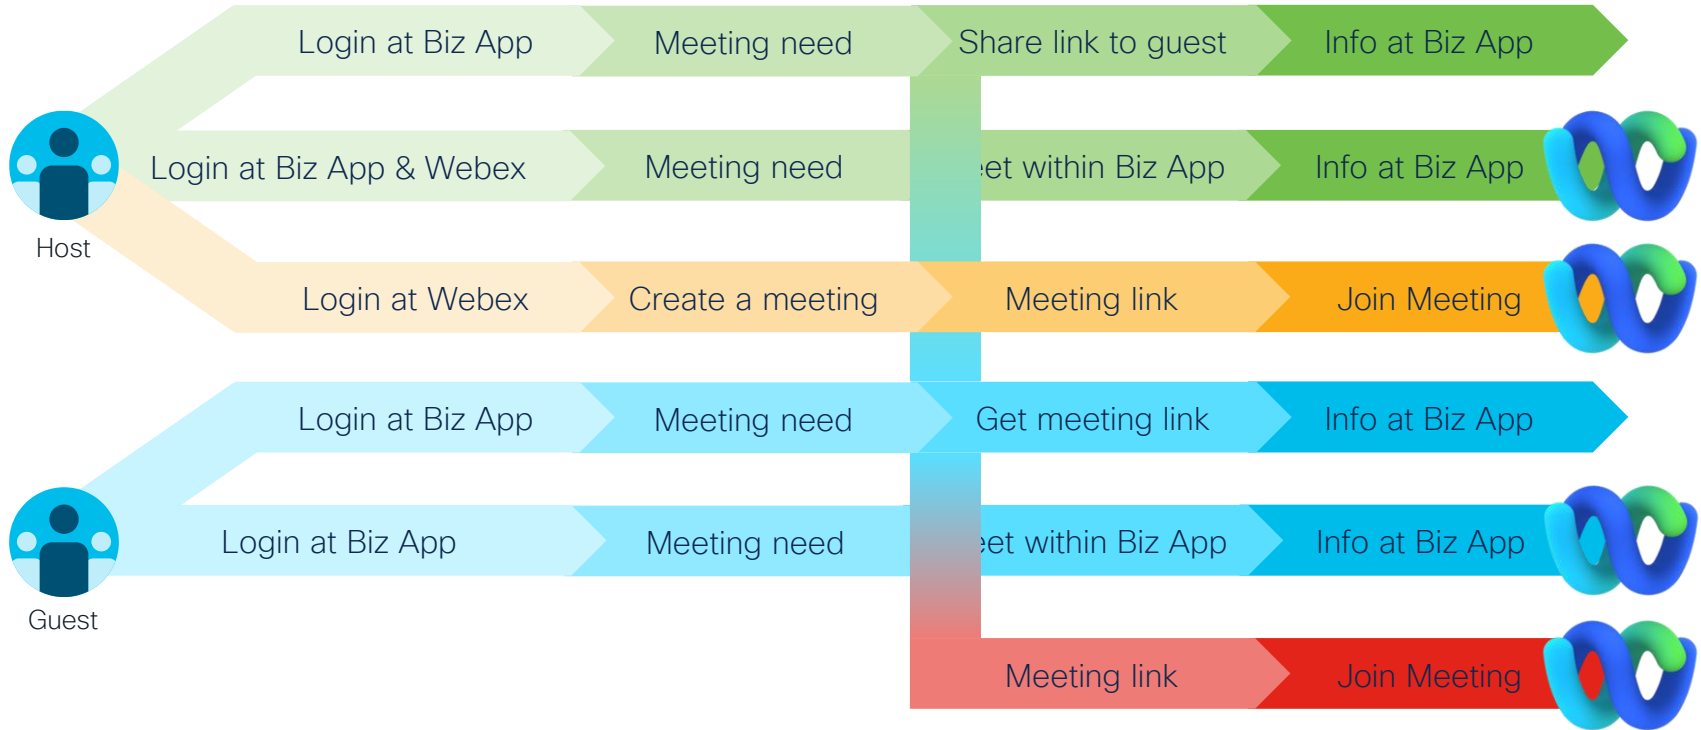 Login at Biz App
Meeting need
Share link to guest
Info at Biz App
Login at Biz App & Webex
Meeting need
eet within Biz App
Info at Biz App
Host
Login at Webex
Create a meeting
Meeting link
Join Meeting
Login at Biz App
Meeting need
Get meeting link
Info at Biz App
Login at Biz App
Meeting need
eet within Biz App
Info at Biz App
Guest
Meeting link
Join Meeting